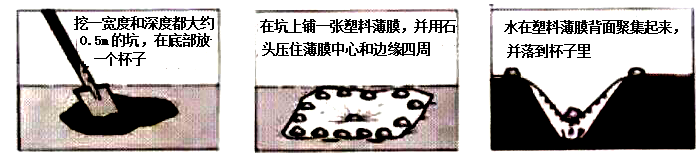 挖一宽度和深度都大约
0.5m的坑，在底部放
一个杯子
在坑上铺一张塑料薄膜，并用石
头压住薄膜中心和边缘四周
水在塑料薄膜背面聚集起来，
并落到杯子里